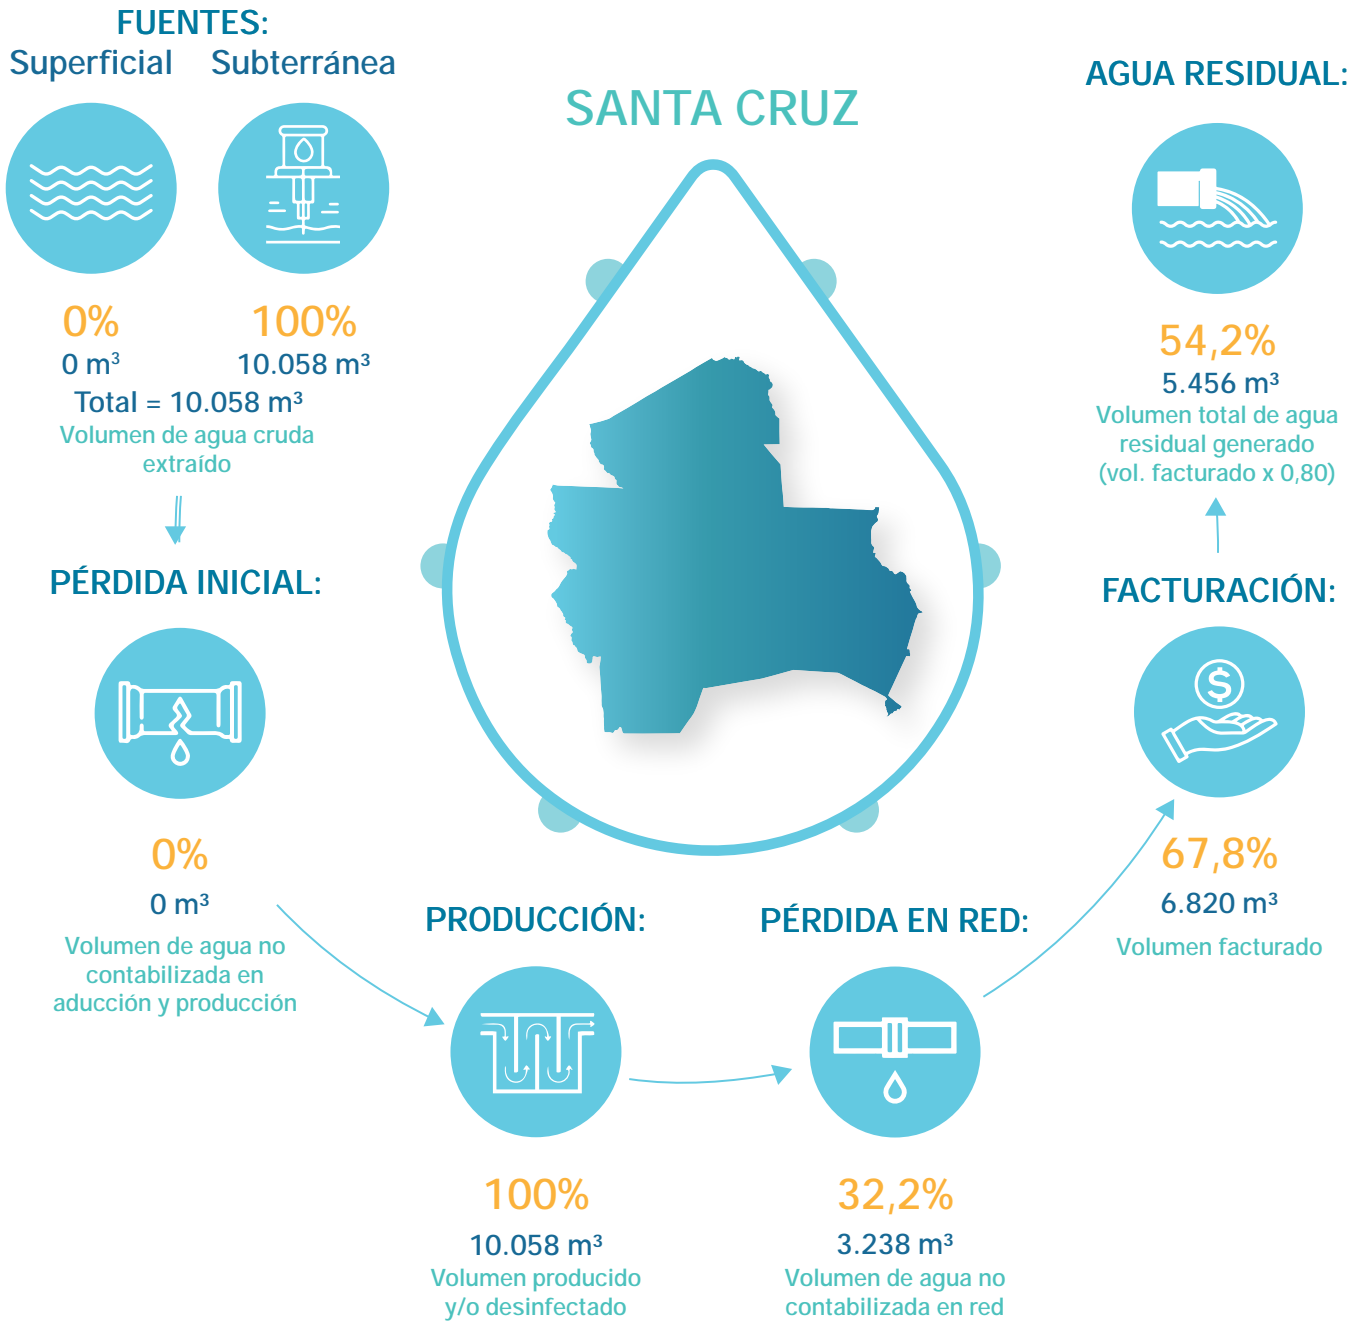 FUENTES:
Superficial
Subterránea
0%
0 m³
100%
10.058 m³
Total = 10.058 m³
Volumen de agua cruda
extraído
PÉRDIDA INICIAL:
0%
0 m³
Volumen de agua no
contabilizada en
aducción y producción
SANTA CRUZ
PRODUCCIÓN:
100%
10.058 m³
Volumen producido
y/o desinfectado
PÉRDIDA EN RED:
32,2%
3.238 m³
Volumen de agua no
contabilizada en red
FACTURACIÓN:
$
67,8%
6.820 m³
Volumen facturado
AGUA RESIDUAL:
54,2%
5.456 m³
Volumen total de agua
residual generado
(vol. facturado x 0,80)